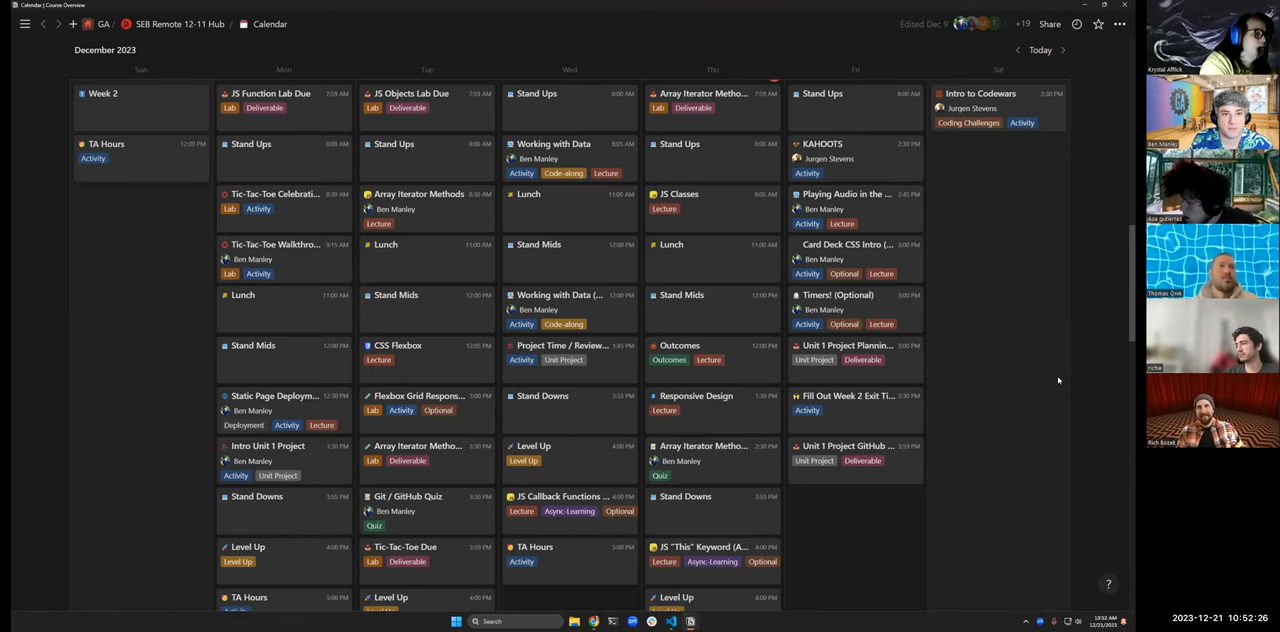 Calendar | Course Overview
GA / SEB Remote 12-11 Hub / Calendar
Edited Dec 9
+19
Share
December 2023
Today
Sun
Mon
Tue
Wed
Thu
Fri
Sat
Week 2
TA Hours 12:00 PM
Activity
JS Function Lab Due 7:59 AM
Lab Deliverable
Stand Ups 8:00 AM
Tic-Tac-Toe Celebrati... 8:30 AM
Lab Activity
Tic-Tac-Toe Walkthro... 9:15 AM
Ben Manley
Lab Activity
Lunch 11:00 AM
Stand Mids 12:00 PM
Static Page Deploym... 12:30 PM
Ben Manley
Deployment Activity Lecture
Intro Unit 1 Project 1:30 PM
Ben Manley
Activity Unit Project
Stand Downs 3:55 PM
Level Up 4:00 PM
Level Up
TA Hours 5:00 PM
Activity
JS Objects Lab Due 7:59 AM
Lab Deliverable
Stand Ups 8:00 AM
Array Iterator Methods 8:30 AM
Ben Manley
Lecture
Lunch 11:00 AM
Stand Mids 12:00 PM
CSS Flexbox 12:05 PM
Lecture
Flexbox Grid Respons... 3:00 PM
Lab Activity Optional
Array Iterator Metho... 3:00 PM
Lab Deliverable
Git / GitHub Quiz 3:30 PM
Ben Manley
Quiz
Tic-Tac-Toe Due 3:59 PM
Lab Deliverable
Level Up 4:00 PM
Level Up
Stand Ups 8:00 AM
Working with Data 8:05 AM
Ben Manley
Activity Code-along Lecture
Lunch 11:00 AM
Stand Mids 12:00 PM
Working with Data (... 12:00 PM
Ben Manley
Activity Code-along
Project Time / Review... 1:45 PM
Activity Unit Project
Stand Downs 3:55 PM
Level Up 4:00 PM
Level Up
JS Callback Functions ... 4:00 PM
Lecture Async-Learning Optional
TA Hours 5:00 PM
Activity
Array Iterator Metho... 7:59 AM
Lab Deliverable
Stand Ups 8:00 AM
JS Classes 8:05 AM
Lecture
Lunch 11:00 AM
Stand Mids 12:00 PM
Outcomes 12:00 PM
Outcomes Lecture
Responsive Design 1:30 PM
Lecture
Array Iterator Metho... 2:30 PM
Ben Manley
Quiz
Stand Downs 3:55 PM
JS "This" Keyword (A... 4:00 PM
Lecture Async-Learning Optional
Level Up 4:00 PM
Level Up
Stand Ups 8:00 AM
KAHOOTS 2:30 PM
Jurgen Stevens
Activity
Playing Audio in the ... 2:45 PM
Ben Manley
Activity Lecture
Card Deck CSS Intro (... 3:00 PM
Ben Manley
Activity Optional Lecture
Timers! (Optional) 3:00 PM
Ben Manley
Activity Optional Lecture
Unit 1 Project Plannin... 3:00 PM
Unit Project Deliverable
Fill Out Week 2 Exit Ti... 3:30 PM
Activity
Unit 1 Project GitHub ... 3:59 PM
Unit Project Deliverable
Intro to Codewars 2:30 PM
Jurgen Stevens
Coding Challenges Activity
?
Search
10:52 AM
12/21/2023
Krystal Afflick
Ben Manley
Asa gutierrez
Thomas Onik
richie
Rich Bozek
2023-12-21 10:52:26